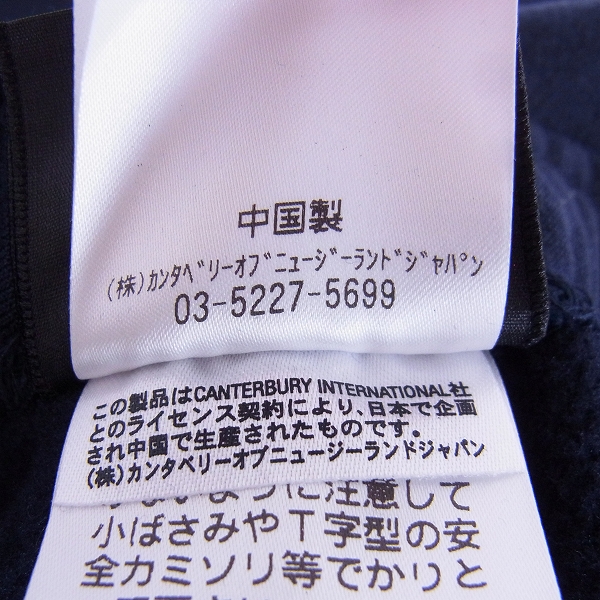 中国製
(株)カンタベリーオブニュージーランドジャパン
03-5227-5699
この製品はCANTERBURY INTERNATIONAL社
とのライセンス契約により、日本で企画
され中国で生産されたものです。
(株)カンタベリーオブニュージーランドジャパン
ないように注意して
小ばさみやT字型の安
全カミソリ等でかりと